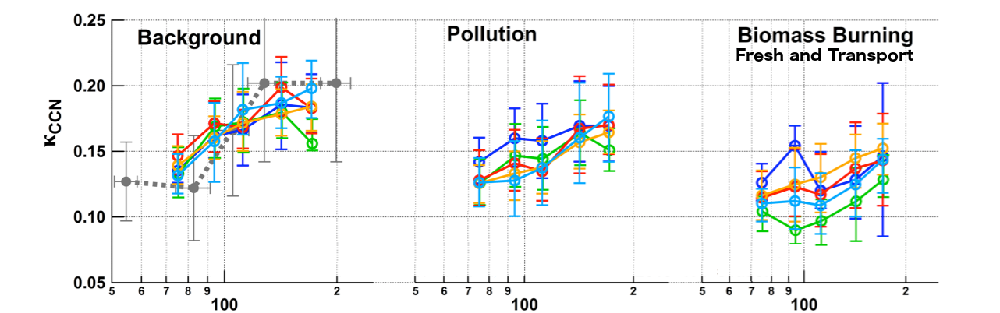 0.25
0.20
0.15
0.10
0.05
κCCN
Background
Pollution
Biomass Burning
Fresh and Transport
5 6 7 8 9 2 5 6 7 8 9 2 5 6 7 8 9 2
100 100 100